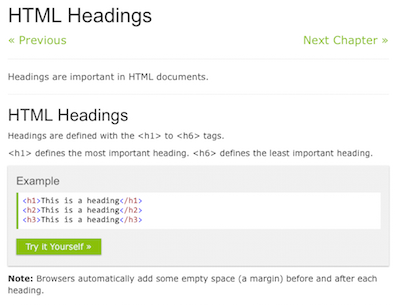 HTML Headings
« Previous
Next Chapter »
Headings are important in HTML documents.
HTML Headings
Headings are defined with the <h1> to <h6> tags.
<h1> defines the most important heading. <h6> defines the least important heading.
Example
<h1>This is a heading</h1>
<h2>This is a heading</h2>
<h3>This is a heading</h3>
Try it Yourself »
Note: Browsers automatically add some empty space (a margin) before and after each
heading.